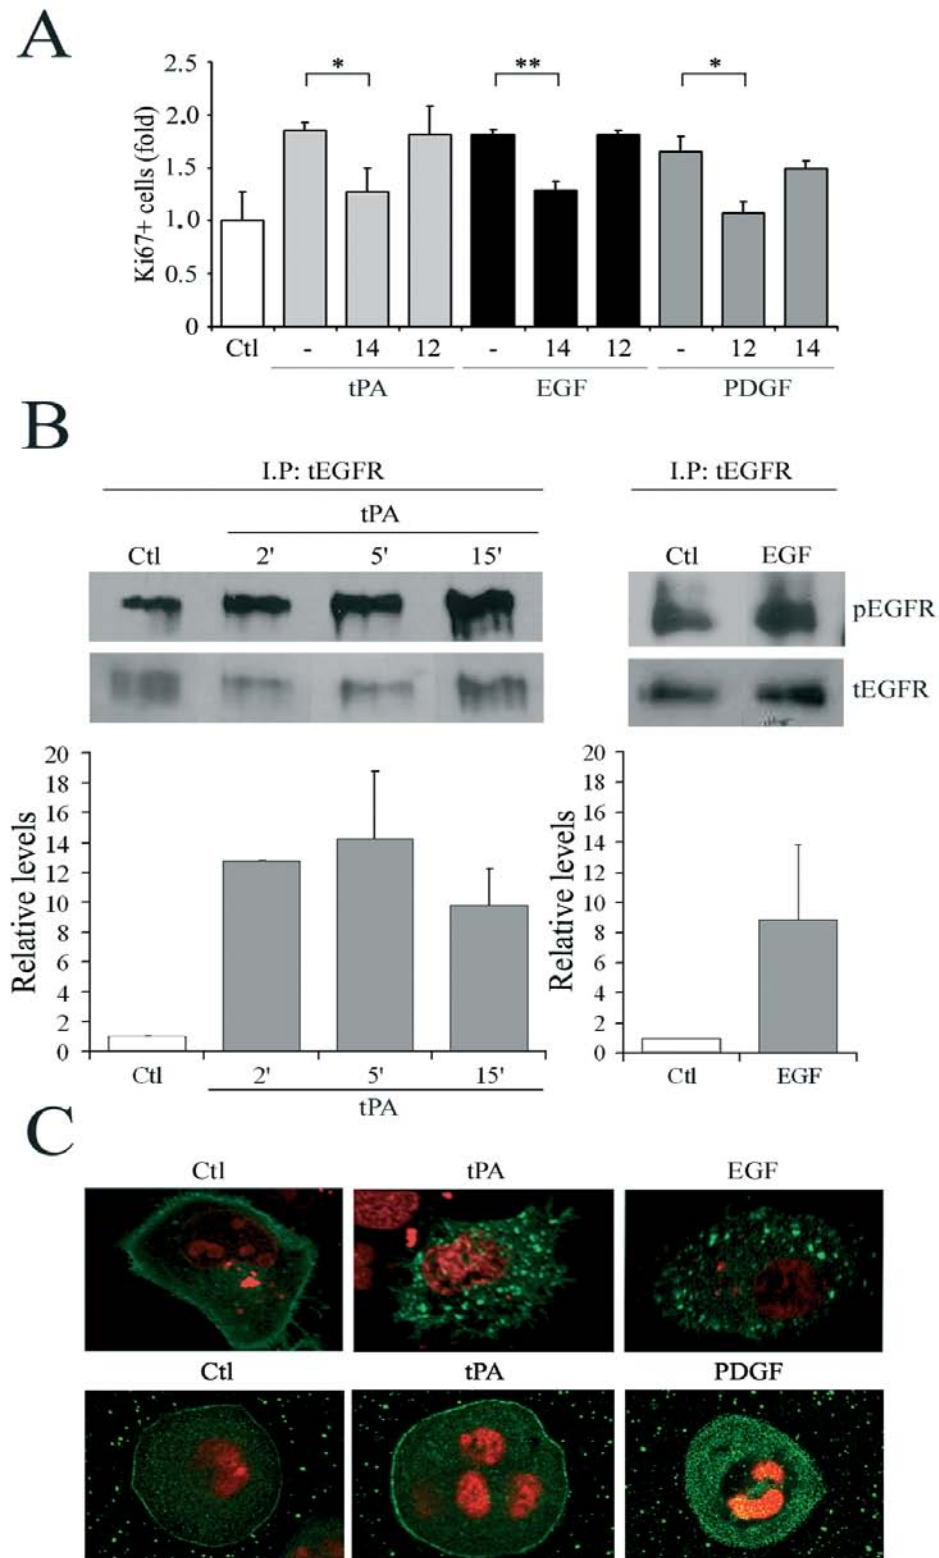 A
2.5
2.0
1.5
1.0
0.5
0
Ki67+ cells (fold)
* ** *
Ctl - 14 12 - 14 12 - 12 14
tPA EGF PDGF
B
I.P: tEGFR I.P: tEGFR
tPA
Ctl 2' 5' 15' Ctl EGF
pEGFR
tEGFR
20
18
16
14
12
10
8
6
4
2
0
Relative levels
Ctl 2' 5' 15'
tPA
20
18
16
14
12
10
8
6
4
2
0
Relative levels
Ctl EGF
C
Ctl tPA EGF
Ctl tPA PDGF